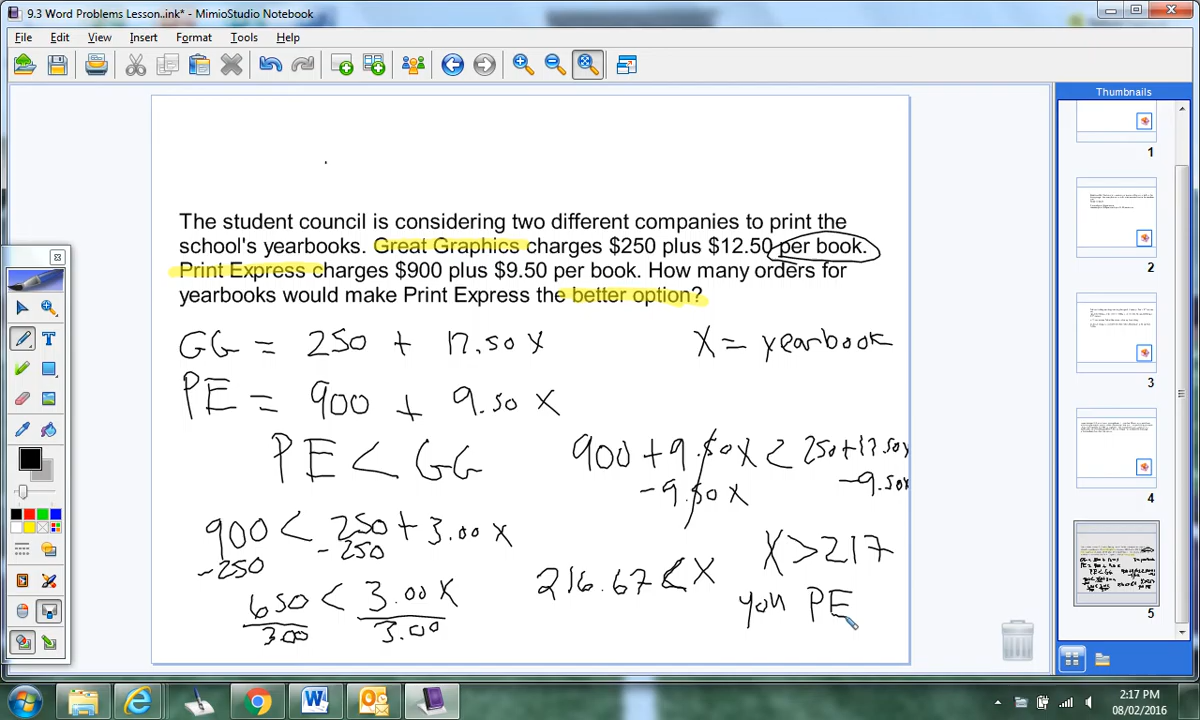 9.3 Word Problems Lesson..ink* - MimioStudio Notebook
File Edit View Insert Format Tools Help
Thumbnails
1
2
3
4
5
The student council is considering two different companies to print the
school's yearbooks. Great Graphics charges $250 plus $12.50 per book.
Print Express charges $900 plus $9.50 per book. How many orders for
yearbooks would make Print Express the better option?
GG = 250 + 12.50 X
X = yearbook
PE = 900 + 9.50 X
PE < GG
900 + 9.50X < 250+12.50x
-9.50 X -9.50x
900 < 250 + 3.00 X
-250 -250
650 < 3.00 X
3.00 3.00
216.67 < X
X > 217
you PE
2:17 PM
08/02/2016